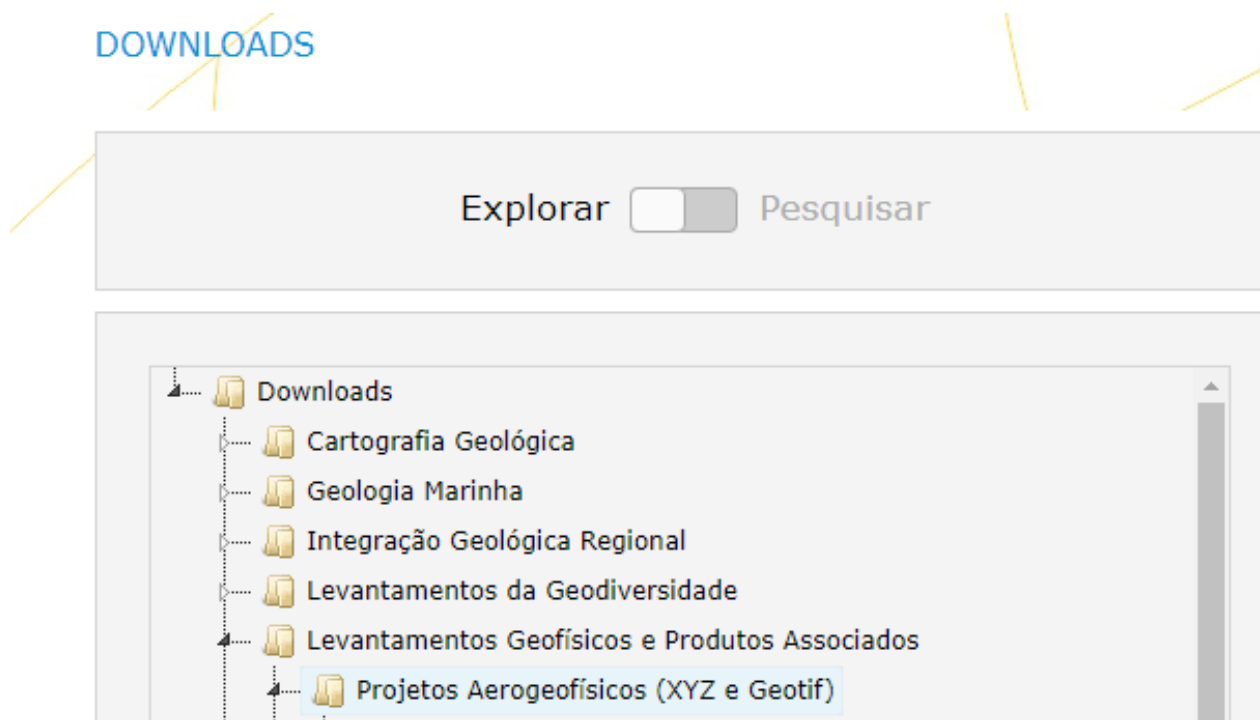 DOWNLOADS
Explorar Pesquisar
Downloads
Cartografia Geológica
Geologia Marinha
Integração Geológica Regional
Levantamentos da Geodiversidade
Levantamentos Geofísicos e Produtos Associados
Projetos Aerogeofísicos (XYZ e Geotif)